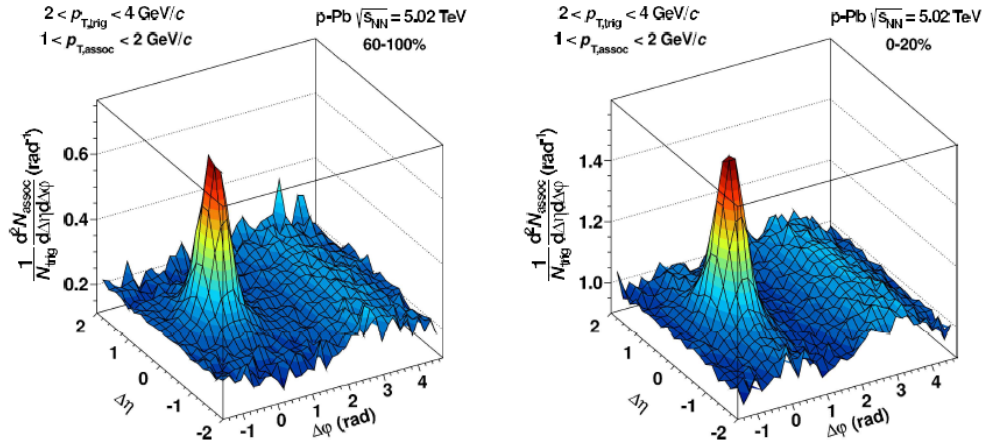 2 < p_T,trig < 4 GeV/c
1 < p_T,assoc < 2 GeV/c
p-Pb √s_NN = 5.02 TeV
60-100%
1/N_trig d²N_assoc/dΔηdΔφ (rad⁻¹)
0.6
0.4
0.2
2
1
0
-1
-2
Δη
-1
0
1
2
3
4
Δφ (rad)
2 < p_T,trig < 4 GeV/c
1 < p_T,assoc < 2 GeV/c
p-Pb √s_NN = 5.02 TeV
0-20%
1/N_trig d²N_assoc/dΔηdΔφ (rad⁻¹)
1.4
1.2
1.0
2
1
0
-1
-2
Δη
-1
0
1
2
3
4
Δφ (rad)